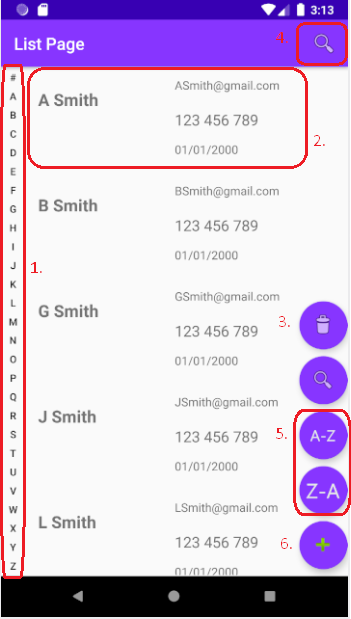 3:13
List Page
4.
#
A
B
C
D
E
F
G
H
I
J
K
L
M
N
O
P
Q
R
S
T
U
V
W
X
Y
Z
1.
A Smith
ASmith@gmail.com
123 456 789
01/01/2000
2.
B Smith
BSmith@gmail.com
123 456 789
01/01/2000
G Smith
GSmith@gmail.com
123 456 789
01/01/2000
3.
J Smith
JSmith@gmail.com
123 456 789
01/01/2000
5.
A-Z
Z-A
L Smith
LSmith@gmail.com
123 456 789
01/01/2000
6.
+